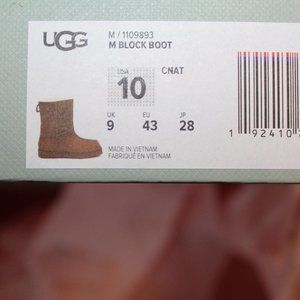 UGG
M / 1109893
M BLOCK BOOT
USA
10
CNAT
UK EU JP
9 43 28
MADE IN VIETNAM
FABRIQUÉ EN VIETNAM
1 92410